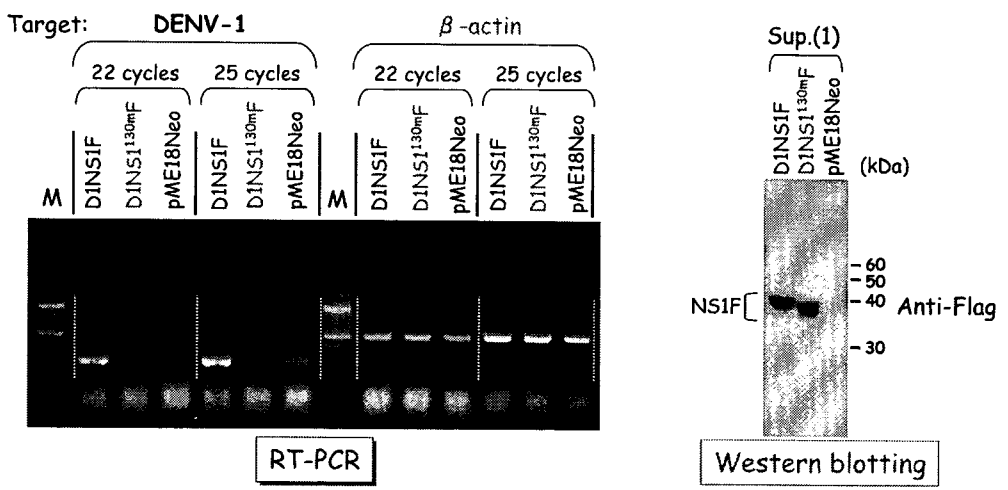 Target: DENV-1 β-actin
22 cycles 25 cycles 22 cycles 25 cycles
M D1NS1F D1NS1¹³⁰ᵐF pME18Neo D1NS1F D1NS1¹³⁰ᵐF pME18Neo M D1NS1F D1NS1¹³⁰ᵐF pME18Neo D1NS1F D1NS1¹³⁰ᵐF pME18Neo
RT-PCR
Sup.(1)
D1NS1F D1NS1¹³⁰ᵐF pME18Neo (kDa)
- 60
- 50
NS1F - 40 Anti-Flag
- 30
Western blotting